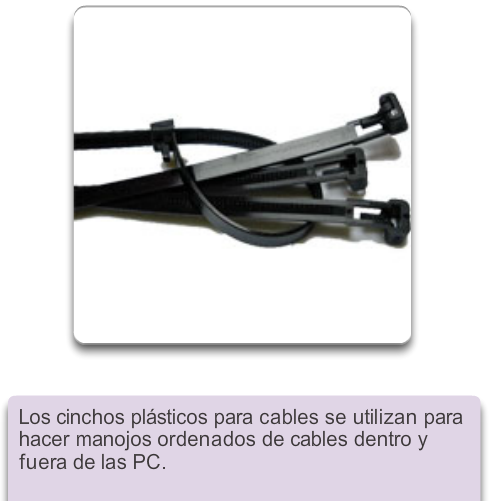 Los cinchos plásticos para cables se utilizan para
hacer manojos ordenados de cables dentro y
fuera de las PC.